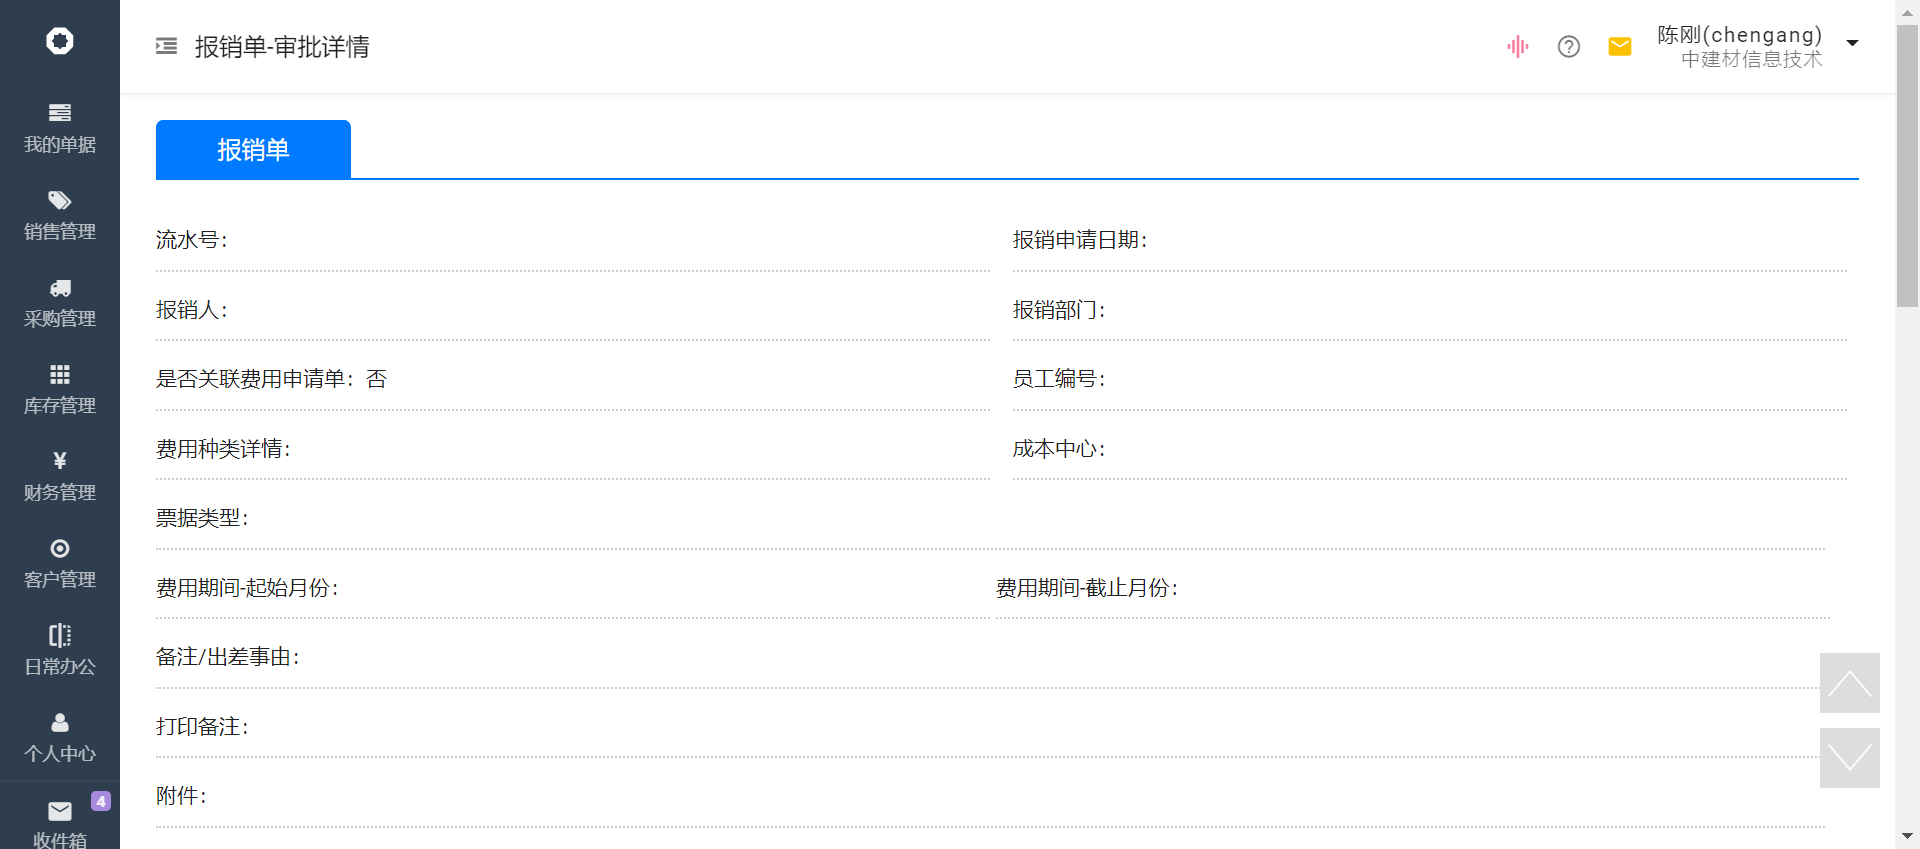 报销单-审批详情
陈刚(chengang)
中建材信息技术
我的单据
销售管理
采购管理
库存管理
¥
财务管理
客户管理
日常办公
个人中心
4
收件箱
报销单
流水号：
报销申请日期：
报销人：
报销部门：
是否关联费用申请单：否
员工编号：
费用种类详情：
成本中心：
票据类型：
费用期间-起始月份：
费用期间-截止月份：
备注/出差事由：
打印备注：
附件：